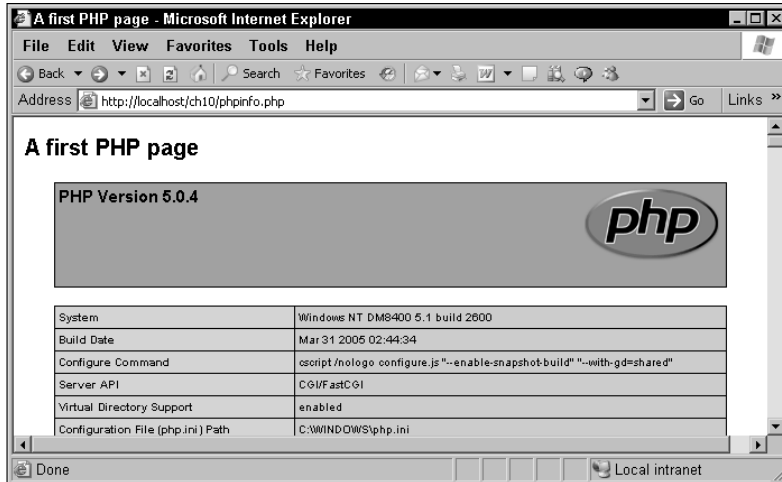 A first PHP page - Microsoft Internet Explorer
File Edit View Favorites Tools Help
Back Search Favorites
Address http://localhost/ch10/phpinfo.php Go Links »
A first PHP page
PHP Version 5.0.4
php
System Windows NT DM8400 5.1 build 2600
Build Date Mar 31 2005 02:44:34
Configure Command cscript /nologo configure.js "--enable-snapshot-build" "--with-gd=shared"
Server API CGI/FastCGI
Virtual Directory Support enabled
Configuration File (php.ini) Path C:\WINDOWS\php.ini
Done Local intranet